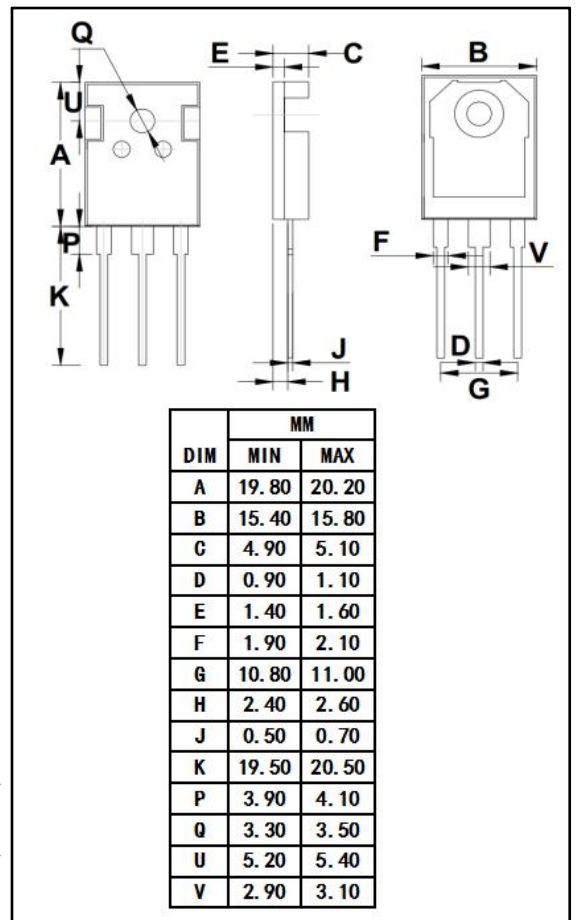 Q
E
C
B
U
A
P
K
F
V
J
H
D
G
MM
DIM MIN MAX
A 19.80 20.20
B 15.40 15.80
C 4.90 5.10
D 0.90 1.10
E 1.40 1.60
F 1.90 2.10
G 10.80 11.00
H 2.40 2.60
J 0.50 0.70
K 19.50 20.50
P 3.90 4.10
Q 3.30 3.50
U 5.20 5.40
V 2.90 3.10